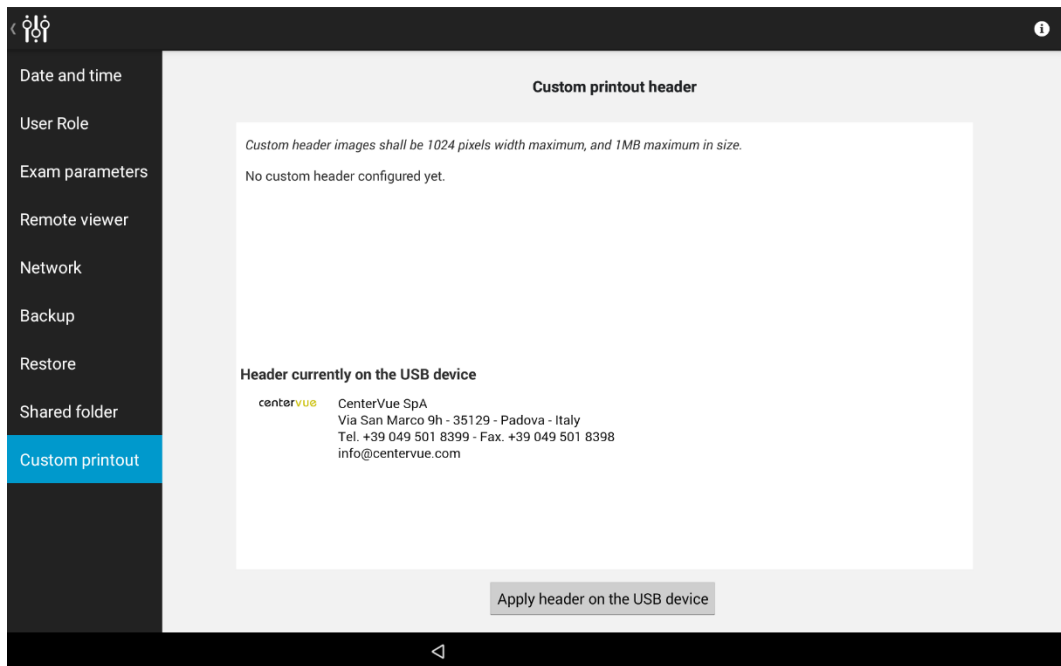 Date and time
User Role
Exam parameters
Remote viewer
Network
Backup
Restore
Shared folder
Custom printout
Custom printout header
Custom header images shall be 1024 pixels width maximum, and 1MB maximum in size.
No custom header configured yet.
Header currently on the USB device
centervue
CenterVue SpA
Via San Marco 9h - 35129 - Padova - Italy
Tel. +39 049 501 8399 - Fax. +39 049 501 8398
info@centervue.com
Apply header on the USB device